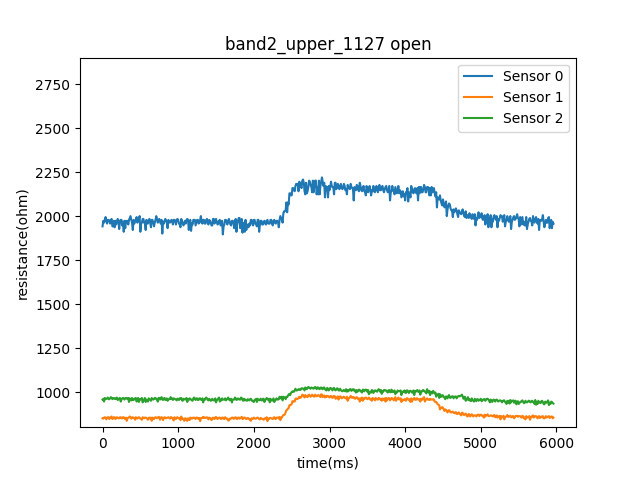 band2_upper_1127 open
Sensor 0
Sensor 1
Sensor 2
resistance(ohm)
2750
2500
2250
2000
1750
1500
1250
1000
0 1000 2000 3000 4000 5000 6000
time(ms)